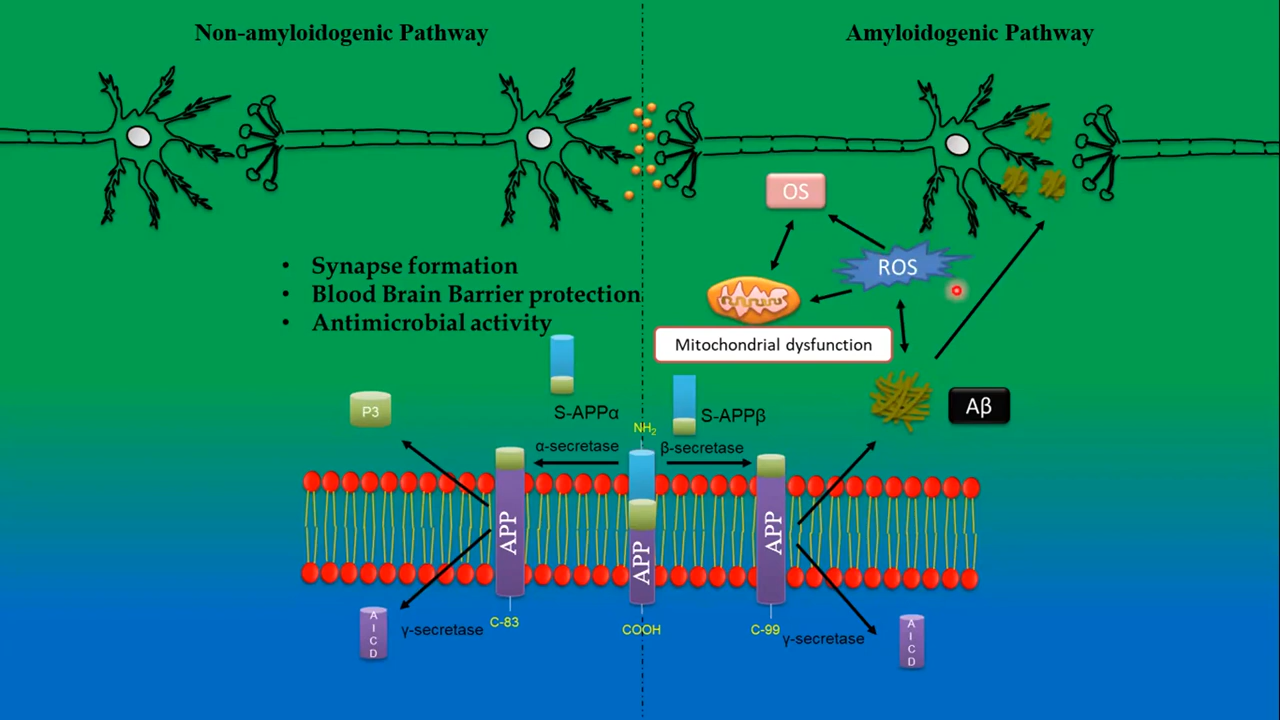 Non-amyloidogenic Pathway
Amyloidogenic Pathway
OS
ROS
• Synapse formation
• Blood Brain Barrier protection
• Antimicrobial activity
Mitochondrial dysfunction
P3
S-APPα
S-APPβ
Aβ
NH₂
α-secretase
β-secretase
APP
APP
APP
C-83
COOH
C-99
γ-secretase
γ-secretase
AICD
AICD